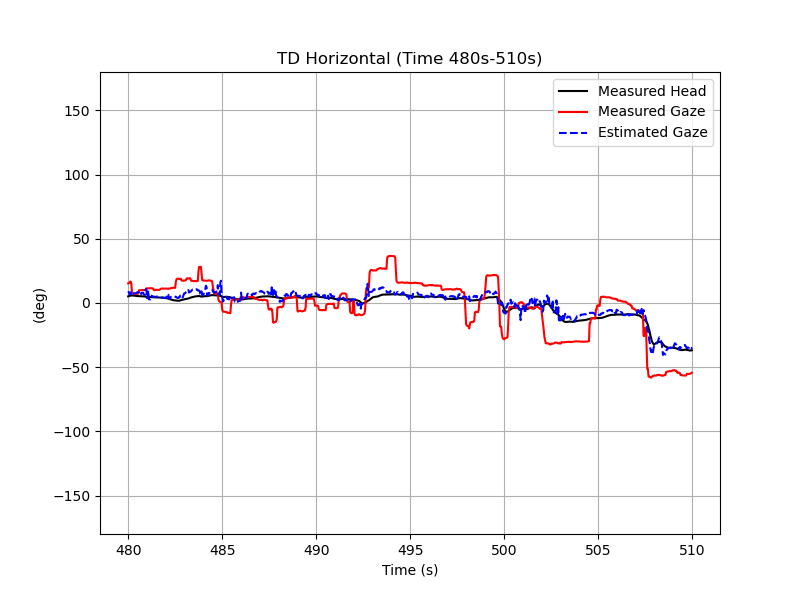 TD Horizontal (Time 480s-510s)
Measured Head
Measured Gaze
Estimated Gaze
150
100
50
0
−50
−100
−150
(deg)
480
485
490
495
500
505
510
Time (s)